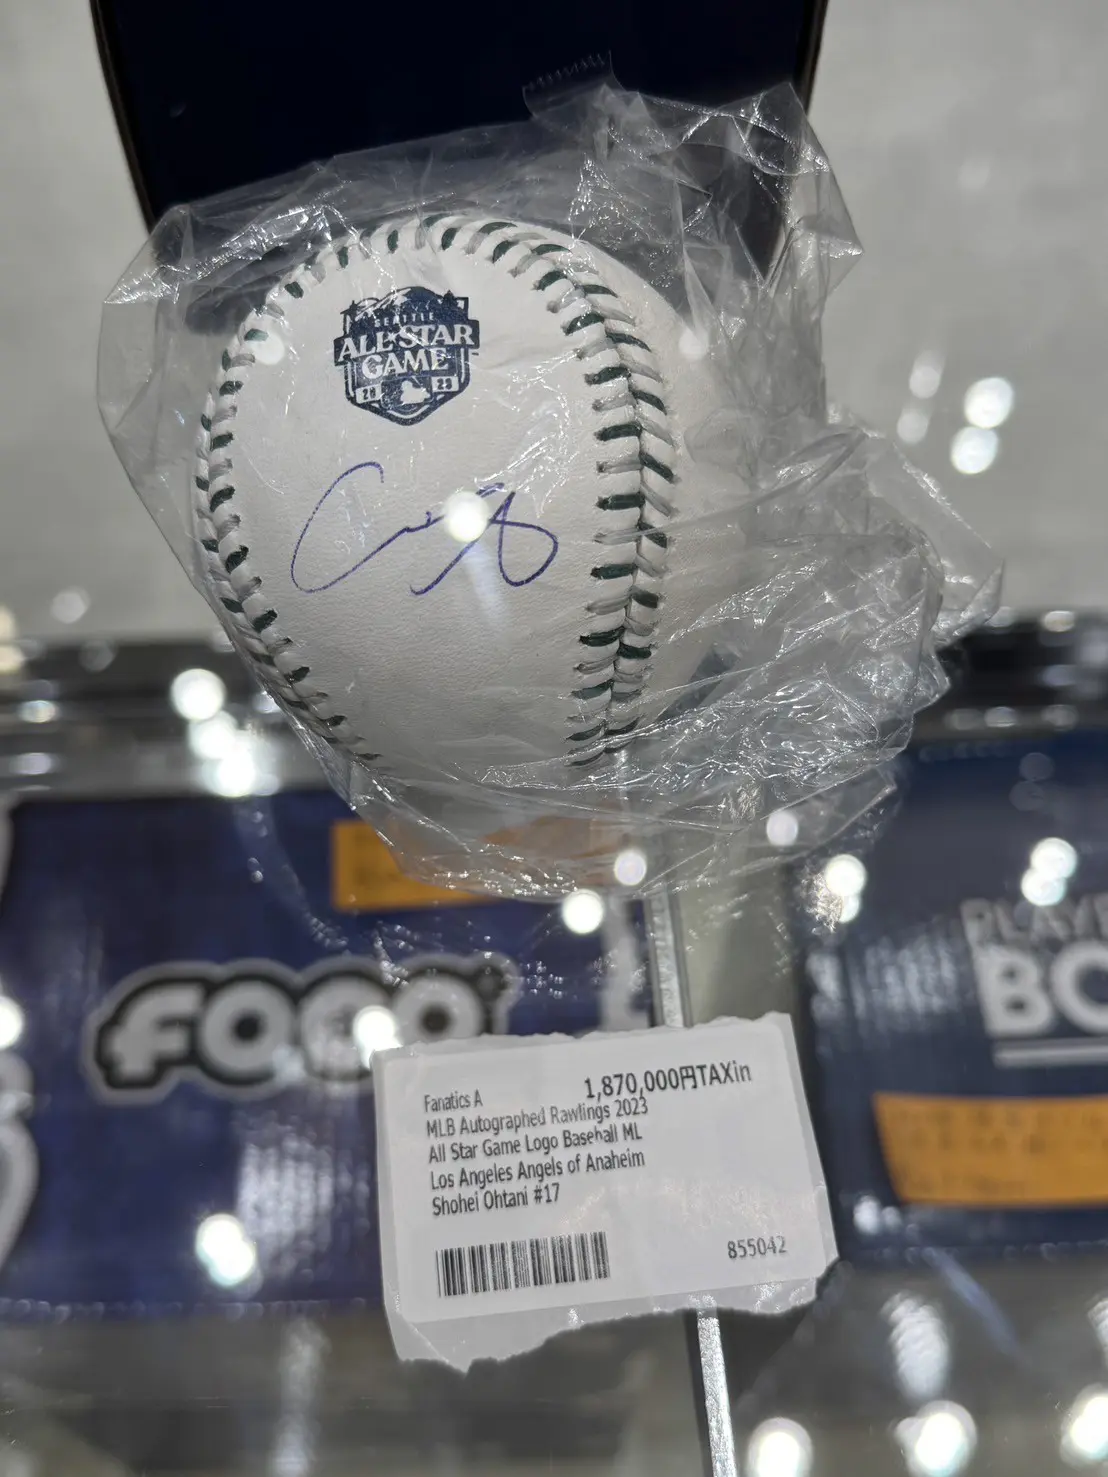 SEATTLE
ALL★STAR
GAME
20 23
FOCO
PLAYE
BO
1,870,000円TAXin
Fanatics A
MLB Autographed Rawlings 2023
All Star Game Logo Baseball ML
Los Angeles Angels of Anaheim
Shohei Ohtani #17
855042